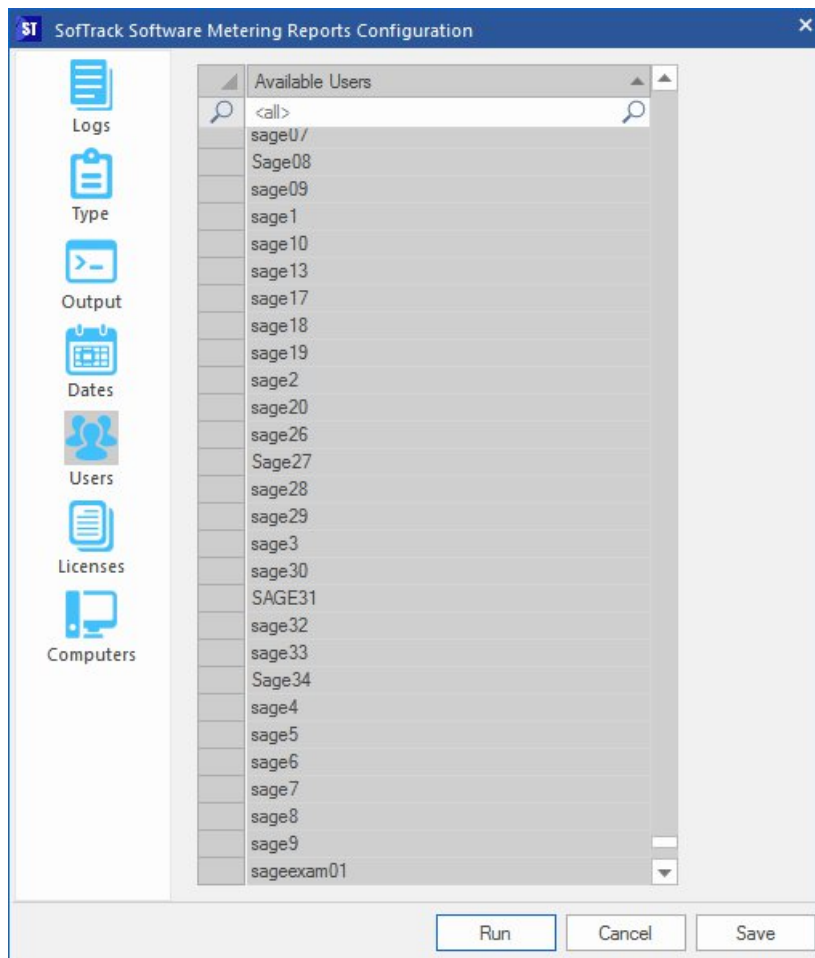 ST SofTrack Software Metering Reports Configuration
Logs
Type
Output
Dates
Users
Licenses
Computers
Available Users
<all>
sage07
Sage08
sage09
sage1
sage10
sage13
sage17
sage18
sage19
sage2
sage20
sage26
Sage27
sage28
sage29
sage3
sage30
SAGE31
sage32
sage33
Sage34
sage4
sage5
sage6
sage7
sage8
sage9
sageexam01
Run Cancel Save